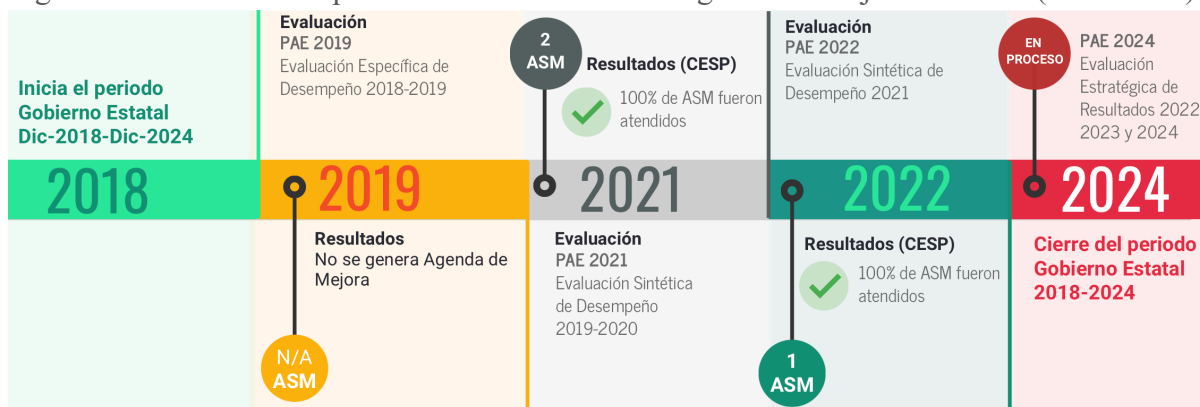 Inicia el periodo
Gobierno Estatal
Dic-2018-Dic-2024
2018
Evaluación
PAE 2019
Evaluación Específica de
Desempeño 2018-2019
2019
Resultados
No se genera Agenda de
Mejora
N/A
ASM
2
ASM
Resultados (CESP)
100% de ASM fueron
atendidos
2021
Evaluación
PAE 2021
Evaluación Sintética
de Desempeño
2019-2020
Evaluación
PAE 2022
Evaluación Sintética de
Desempeño 2021
2022
Resultados (CESP)
100% de ASM fueron
atendidos
1
ASM
EN
PROCESO
PAE 2024
Evaluación
Estratégica de
Resultados 2022
2023 y 2024
2024
Cierre del periodo
Gobierno Estatal
2018-2024